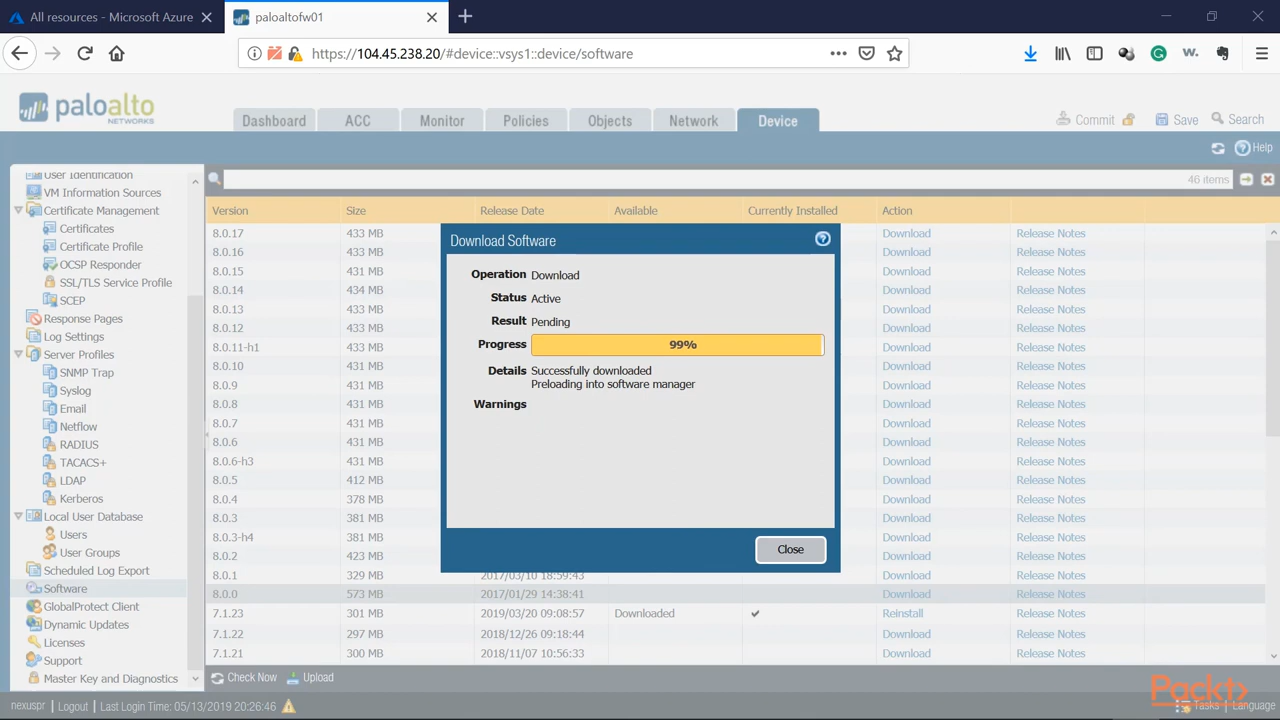 All resources - Microsoft Azure
paloaltofw01
https://104.45.238.20/#device::vsys1::device/software
paloalto
NETWORKS
Dashboard ACC Monitor Policies Objects Network Device
Commit Save Search
Help
46 items
User Identification
VM Information Sources
Certificate Management
Certificates
Certificate Profile
OCSP Responder
SSL/TLS Service Profile
SCEP
Response Pages
Log Settings
Server Profiles
SNMP Trap
Syslog
Email
Netflow
RADIUS
TACACS+
LDAP
Kerberos
Local User Database
Users
User Groups
Scheduled Log Export
Software
GlobalProtect Client
Dynamic Updates
Licenses
Support
Master Key and Diagnostics
Version Size Release Date Available Currently Installed Action
8.0.17 433 MB Download Release Notes
8.0.16 433 MB Download Release Notes
8.0.15 431 MB Download Release Notes
8.0.14 434 MB Download Release Notes
8.0.13 433 MB Download Release Notes
8.0.12 433 MB Download Release Notes
8.0.11-h1 433 MB Download Release Notes
8.0.10 431 MB Download Release Notes
8.0.9 431 MB Download Release Notes
8.0.8 431 MB Download Release Notes
8.0.7 431 MB Download Release Notes
8.0.6 431 MB Download Release Notes
8.0.6-h3 431 MB Download Release Notes
8.0.5 412 MB Download Release Notes
8.0.4 378 MB Download Release Notes
8.0.3 381 MB Download Release Notes
8.0.3-h4 381 MB Download Release Notes
8.0.2 423 MB Download Release Notes
8.0.1 329 MB 2017/03/10 18:59:43 Download Release Notes
8.0.0 573 MB 2017/01/29 14:38:41 Download Release Notes
7.1.23 301 MB 2019/03/20 09:08:57 Downloaded ✔ Reinstall Release Notes
7.1.22 297 MB 2018/12/26 09:18:44 Download Release Notes
7.1.21 300 MB 2018/11/07 10:56:33 Download Release Notes
Download Software
Operation Download
Status Active
Result Pending
Progress 99%
Details Successfully downloaded
Preloading into software manager
Warnings
Close
Check Now Upload
nexuspr | Logout | Last Login Time: 05/13/2019 20:26:46
Tasks | Language
Packt>